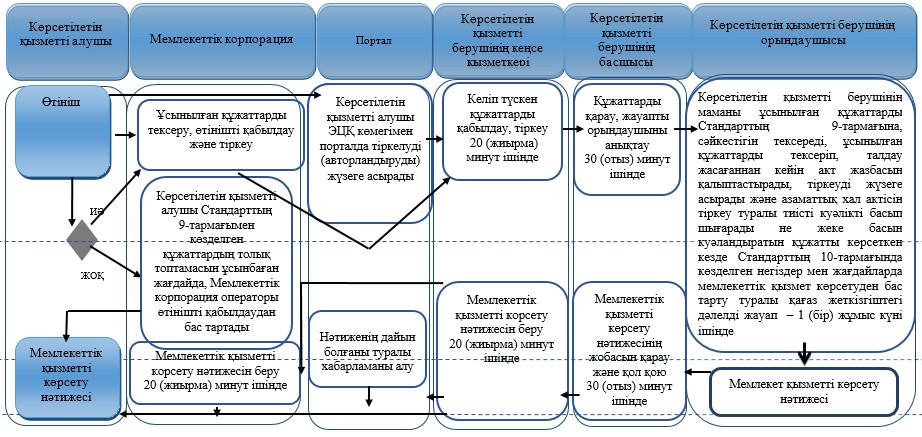 Көрсетілетін
қызметті алушы
Мемлекеттік корпорация
Портал
Көрсетілетін
қызметті
берушінің кеңсе
қызметкері
Көрсетілетін
қызметті
берушінің
басшысы
Көрсетілетін қызметті берушінің
орындаушысы
Өтініш
Ұсынылған құжаттарды
тексеру, өтінішті қабылдау
және тіркеу
Көрсетілетін
қызметті алушы
ЭЦҚ көмегімен
порталда тіркелуді
(авторландыруды)
жүзеге асырады
Келіп түскен
құжаттарды
қабылдау, тіркеу
20 (жиырма)
минут ішінде
Құжаттарды
қарау, жауапты
орындаушыны
анықтау
30 (отыз) минут
ішінде
Көрсетілетін қызметті берушінің
маманы ұсынылған құжаттарды
Стандарттың 9-тармағына,
сәйкестігін тексереді, ұсынылған
құжаттарды тексеріп, талдау
жасағаннан кейін акт жазбасын
қалыптастырады, тіркеуді жүзеге
асырады және азаматтық хал актісін
тіркеу туралы тиісті куәлікті басып
шығарады не жеке басын
куәландыратын құжатты көрсеткен
кезде Стандарттың 10-тармағында
көзделген негіздер мен жағдайларда
мемлекеттік қызмет көрсетуден бас
тарту туралы қағаз жеткізгіштегі
дәлелді жауап – 1 (бір) жұмыс күні
ішінде
иә
жоқ
Көрсетілетін қызметті
алушы Стандарттың
9-тармағымен
көзделген
құжаттардың толық
топтамасын ұсынбаған
жағдайда, Мемлекеттік
корпорация операторы
өтінішті қабылдаудан
бас тартады
Мемлекеттік
қызметті
көрсету
нәтижесі
Мемлекеттік қызметті
корсету нәтижесін беру
20 (жиырма) минут ішінде
Нәтиженің дайын
болғаны туралы
хабарламаны алу
Мемлекеттік
қызметті корсету
нәтижесін беру
20 (жиырма) минут
ішінде
Мемлекеттік
қызметті
көрсету
нәтижесінің
жобасын қарау
және қол қою
30 (отыз) минут
ішінде
Мемлекет қызметті көрсету
нәтижесі